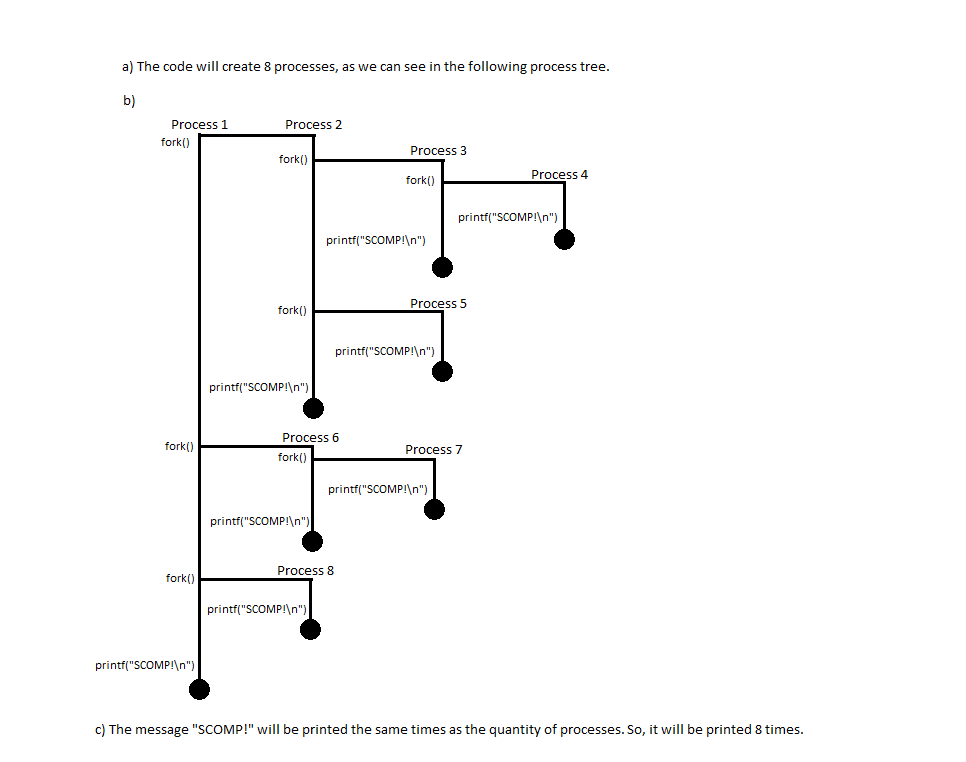 a) The code will create 8 processes, as we can see in the following process tree.
b)
Process 1
Process 2
fork()
Process 3
fork()
Process 4
fork()
printf("SCOMP!\n")
printf("SCOMP!\n")
Process 5
fork()
printf("SCOMP!\n")
printf("SCOMP!\n")
Process 6
fork()
Process 7
fork()
printf("SCOMP!\n")
printf("SCOMP!\n")
Process 8
fork()
printf("SCOMP!\n")
printf("SCOMP!\n")
c) The message "SCOMP!" will be printed the same times as the quantity of processes. So, it will be printed 8 times.